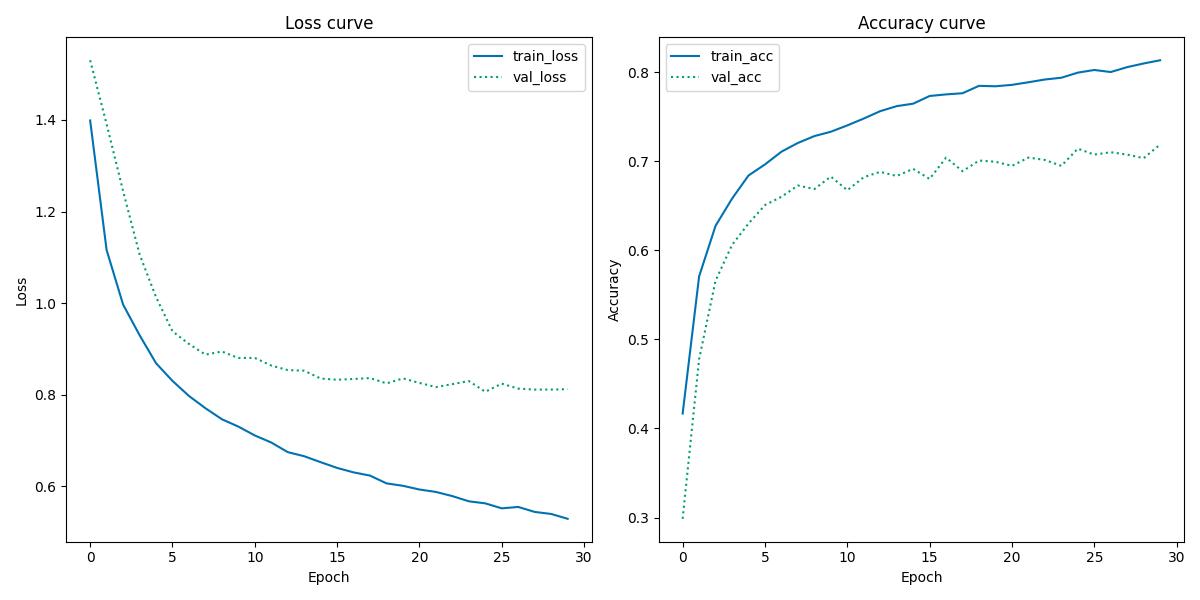 Loss curve
train_loss
val_loss
1.4
1.2
1.0
0.8
0.6
Loss
0 5 10 15 20 25 30
Epoch
Accuracy curve
train_acc
val_acc
0.8
0.7
0.6
0.5
0.4
0.3
Accuracy
0 5 10 15 20 25 30
Epoch